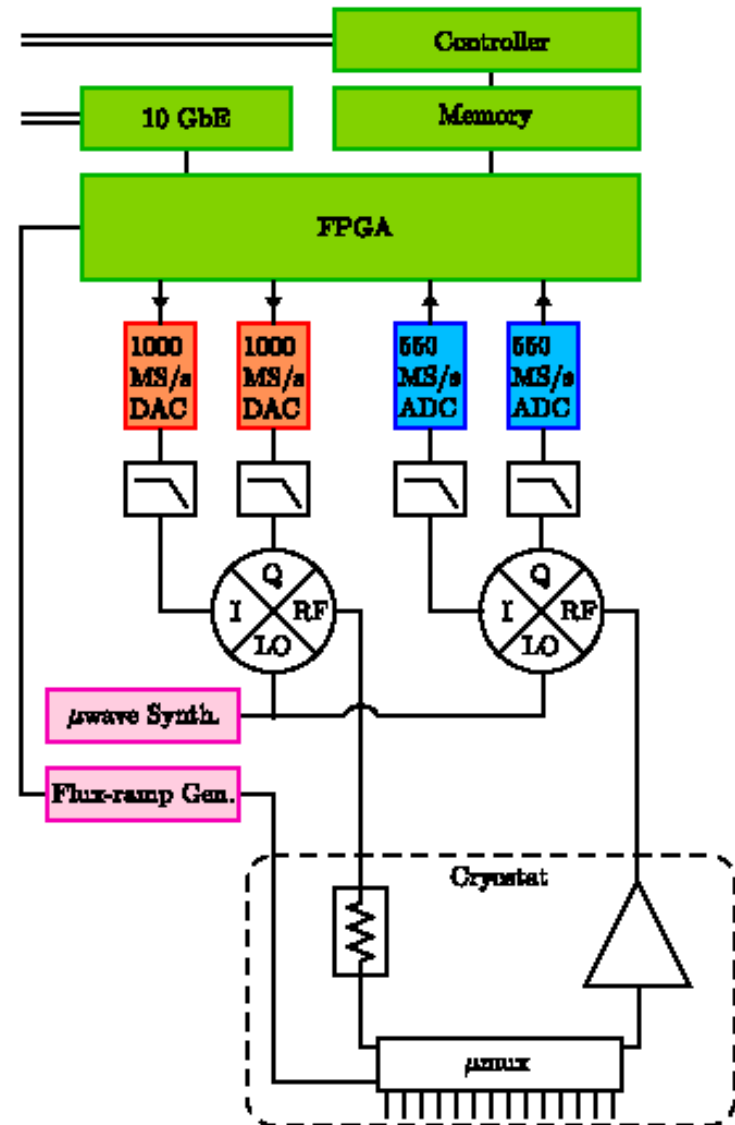 Controller
10 GbE
Memory
FPGA
1000
MS/s
DAC
1000
MS/s
DAC
550
MS/s
ADC
550
MS/s
ADC
Q
I
RF
LO
Q
I
RF
LO
μwave Synth.
Flux-ramp Gen.
Cryostat
μmux